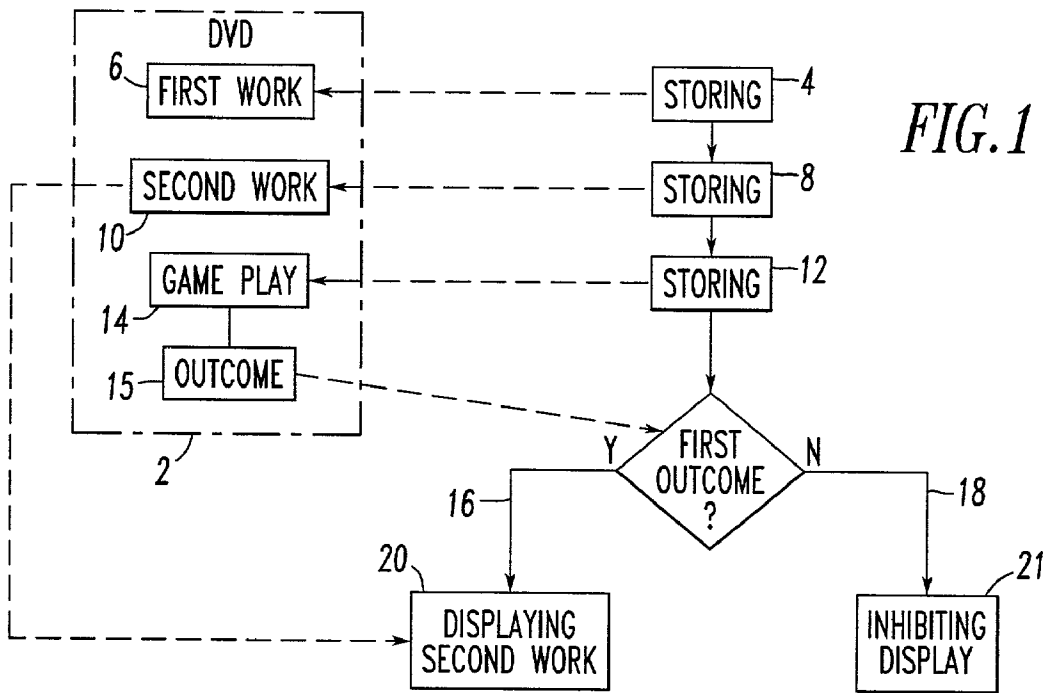 DVD
6
FIRST WORK
STORING
4
FIG. 1
SECOND WORK
10
STORING
8
GAME PLAY
14
STORING
12
OUTCOME
15
2
FIRST
OUTCOME
?
Y
N
16
18
20
DISPLAYING
SECOND WORK
21
INHIBITING
DISPLAY